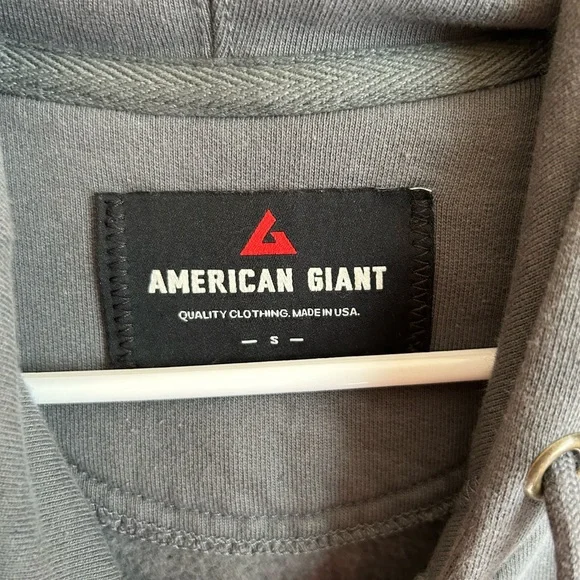 AMERICAN GIANT
QUALITY CLOTHING. MADE IN USA.
— S —